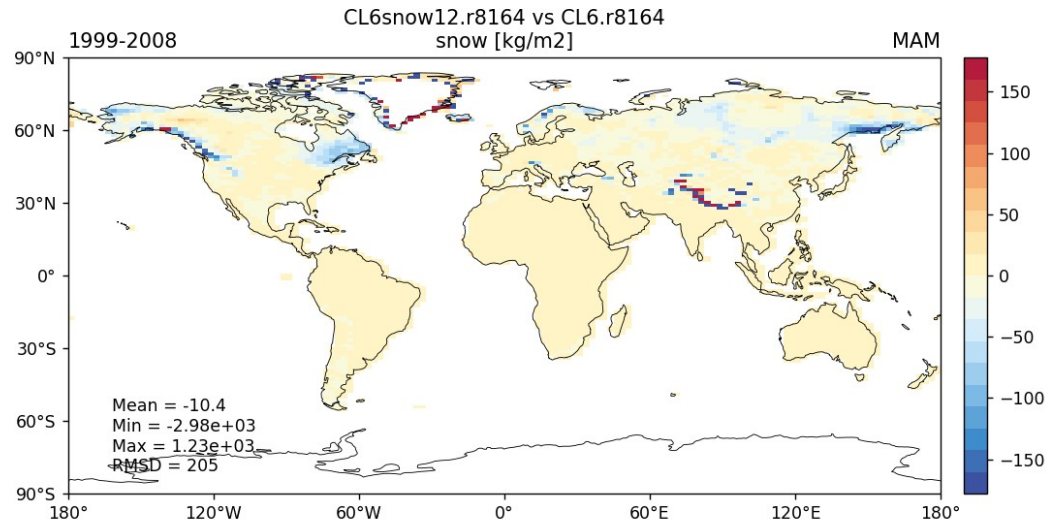 CL6snow12.r8164 vs CL6.r8164
1999-2008 snow [kg/m2] MAM
90°N
60°N
30°N
0°
30°S
60°S
90°S
Mean = -10.4
Min = -2.98e+03
Max = 1.23e+03
RMSD = 205
180° 120°W 60°W 0° 60°E 120°E 180°
150
100
50
0
−50
−100
−150